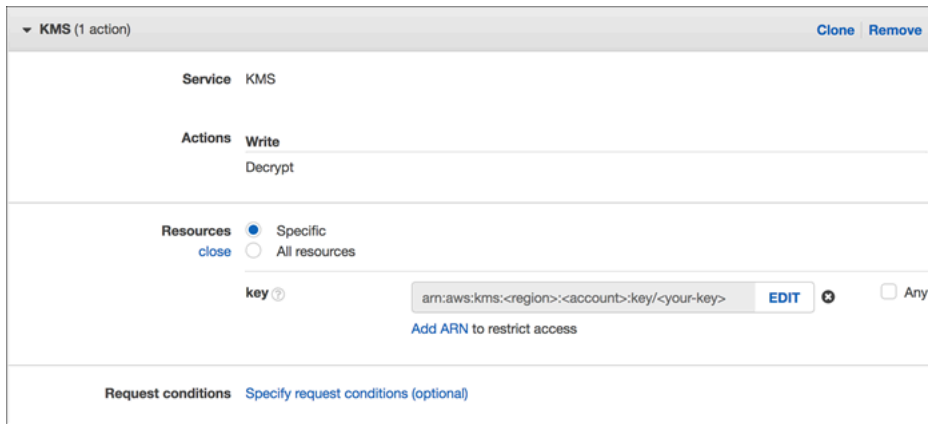 KMS (1 action) Clone Remove
Service KMS
Actions Write
Decrypt
Resources Specific
close All resources
key arn:aws:kms:<region>:<account>:key/<your-key> EDIT Any
Add ARN to restrict access
Request conditions Specify request conditions (optional)